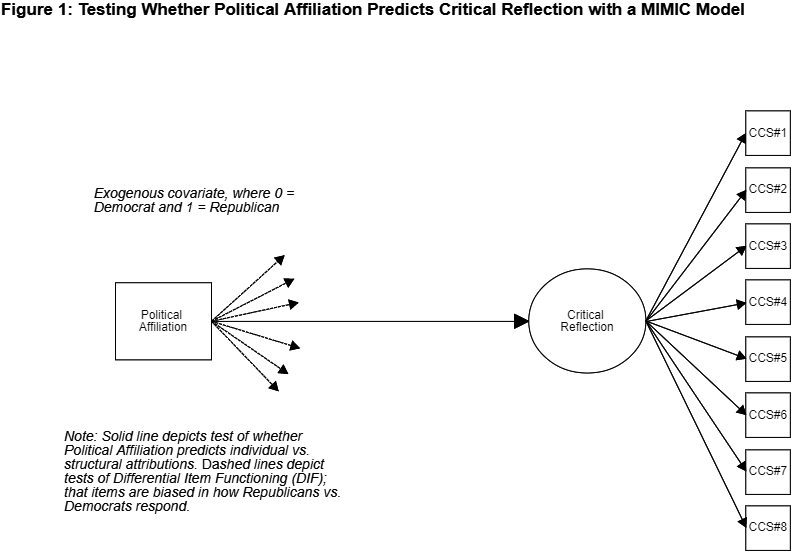 Figure 1: Testing Whether Political Affiliation Predicts Critical Reflection with a MIMIC Model
CCS#1
CCS#2
Exogenous covariate, where 0 =
Democrat and 1 = Republican
CCS#3
CCS#4
Political
Affiliation
Critical
Reflection
CCS#5
CCS#6
Note: Solid line depicts test of whether
Political Affiliation predicts individual vs.
structural attributions. Dashed lines depict
tests of Differential Item Functioning (DIF);
that items are biased in how Republicans vs.
Democrats respond.
CCS#7
CCS#8